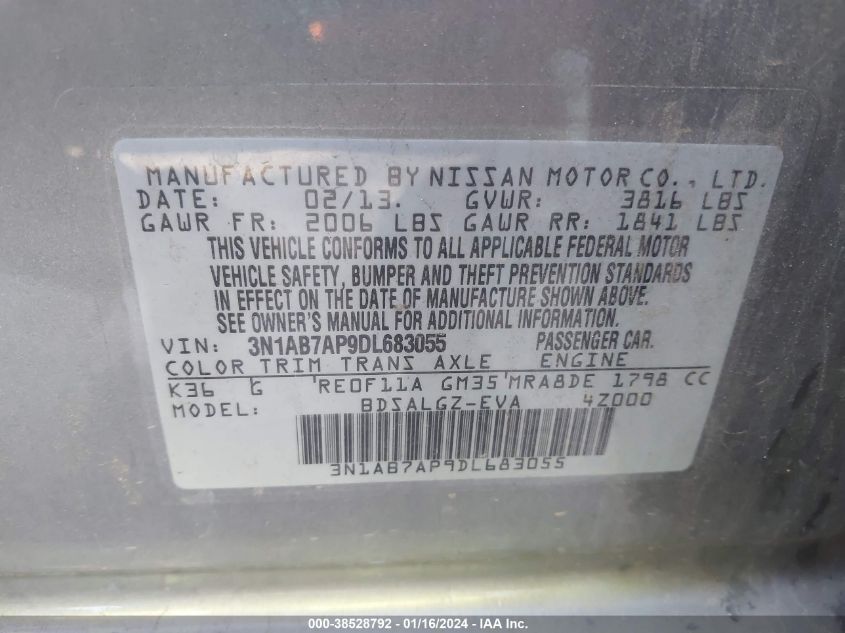 MANUFACTURED BY NISSAN MOTOR CO., LTD.
DATE: 02/13. GVWR: 3816 LBS
GAWR FR: 2006 LBS GAWR RR: 1841 LBS
THIS VEHICLE CONFORMS TO ALL APPLICABLE FEDERAL MOTOR
VEHICLE SAFETY, BUMPER AND THEFT PREVENTION STANDARDS
IN EFFECT ON THE DATE OF MANUFACTURE SHOWN ABOVE.
SEE OWNER'S MANUAL FOR ADDITIONAL INFORMATION.
VIN: 3N1AB7AP9DL683055 PASSENGER CAR.
COLOR TRIM TRANS AXLE ENGINE
K36 G RE0F11A GM35 MRA8DE 1798 CC
MODEL: BDSALGZ-EVA 4Z000
3N1AB7AP9DL683055
000-38528792 - 01/16/2024 - EVA Inc.